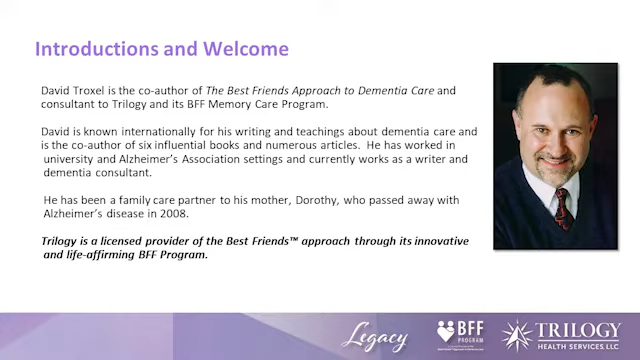 Introductions and Welcome
David Troxel is the co-author of The Best Friends Approach to Dementia Care and
consultant to Trilogy and its BFF Memory Care Program.
David is known internationally for his writing and teachings about dementia care and
is the co-author of six influential books and numerous articles. He has worked in
university and Alzheimer's Association settings and currently works as a writer and
dementia consultant.
He has been a family care partner to his mother, Dorothy, who passed away with
Alzheimer's disease in 2008.
Trilogy is a licensed provider of the Best Friends™ approach through its innovative
and life-affirming BFF Program.
Legacy
BFF
PROGRAM
TRILOGY
HEALTH SERVICES, LLC